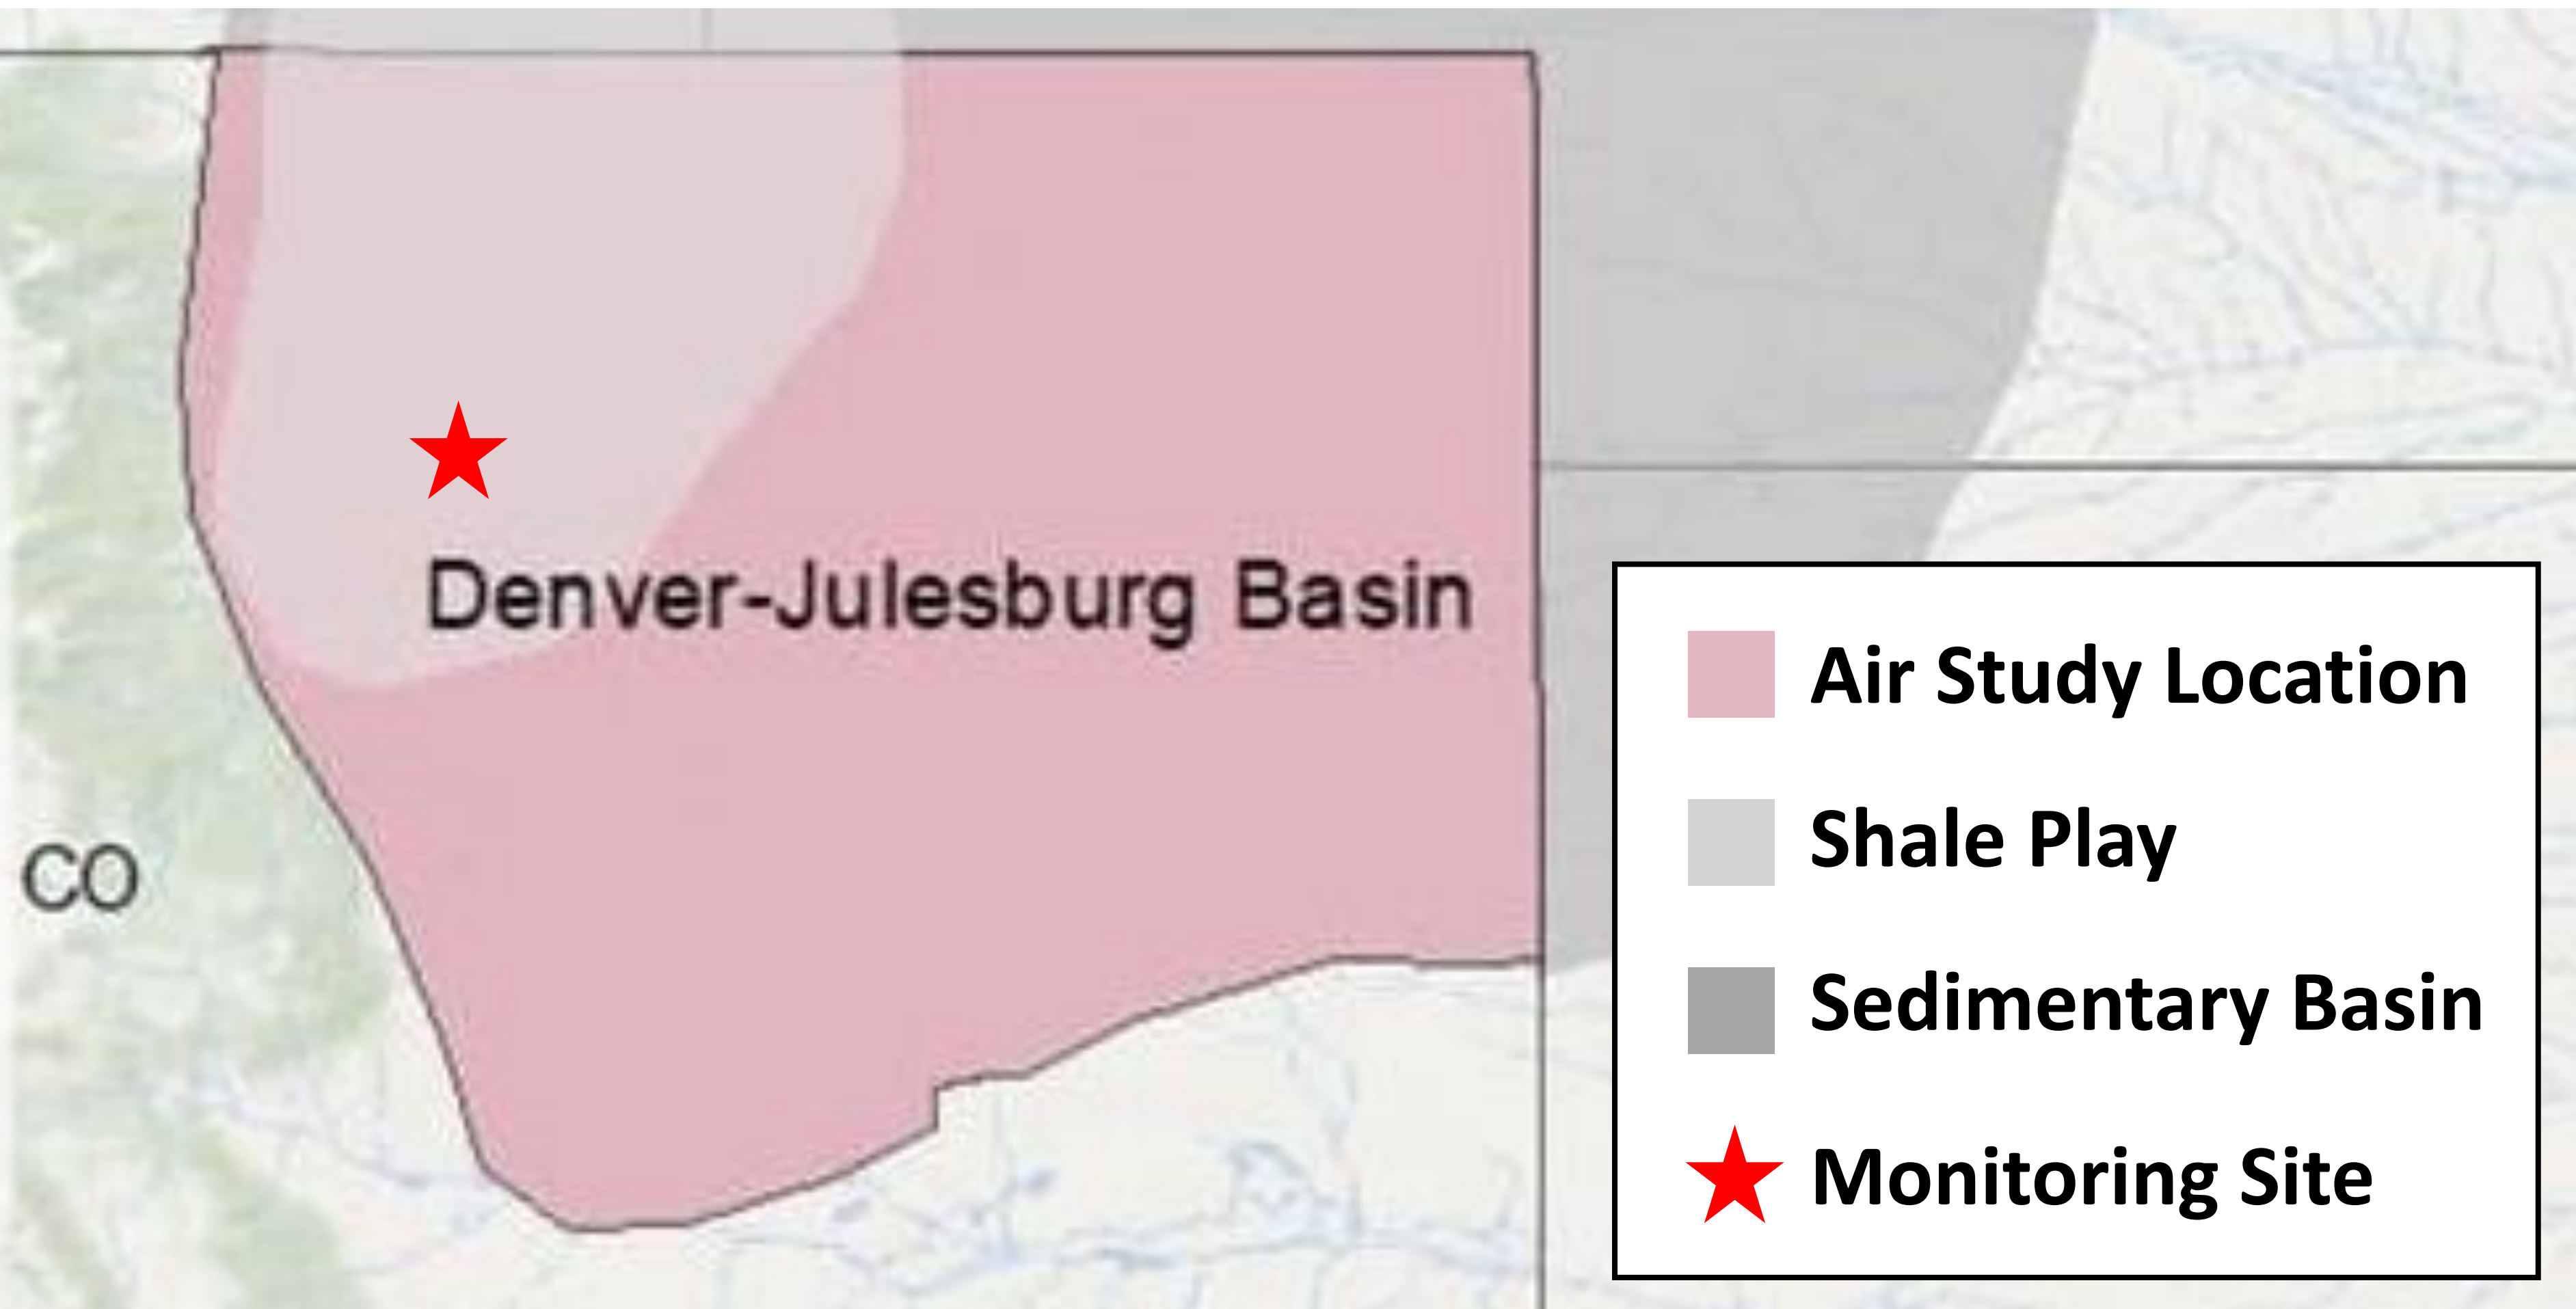 Denver-Julesburg Basin
CO
Air Study Location
Shale Play
Sedimentary Basin
Monitoring Site